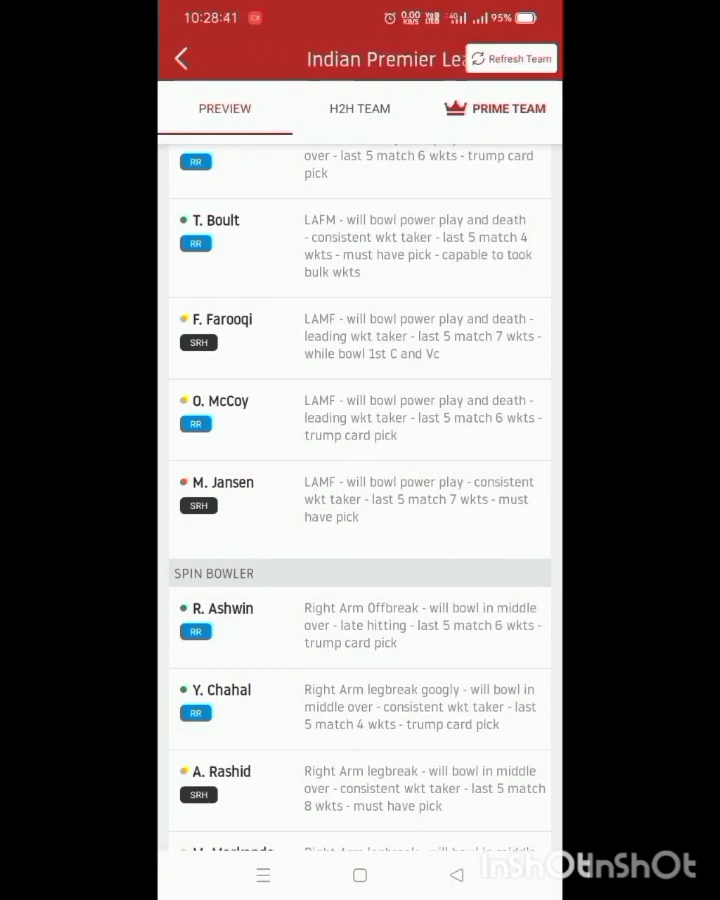 10:28:41
0.00 KB/S
4G
95%
Indian Premier Le
Refresh Team
PREVIEW
H2H TEAM
PRIME TEAM
RR
over - last 5 match 6 wkts - trump card
pick
T. Boult
RR
LAFM - will bowl power play and death
- consistent wkt taker - last 5 match 4
wkts - must have pick - capable to took
bulk wkts
F. Farooqi
SRH
LAMF - will bowl power play and death -
leading wkt taker - last 5 match 7 wkts -
while bowl 1st C and Vc
O. McCoy
RR
LAMF - will bowl power play and death -
leading wkt taker - last 5 match 6 wkts -
trump card pick
M. Jansen
SRH
LAMF - will bowl power play - consistent
wkt taker - last 5 match 7 wkts - must
have pick
SPIN BOWLER
R. Ashwin
RR
Right Arm Offbreak - will bowl in middle
over - late hitting - last 5 match 6 wkts -
trump card pick
Y. Chahal
RR
Right Arm legbreak googly - will bowl in
middle over - consistent wkt taker - last
5 match 4 wkts - trump card pick
A. Rashid
SRH
Right Arm legbreak - will bowl in middle
over - consistent wkt taker - last 5 match
8 wkts - must have pick
InShOt
InShOt